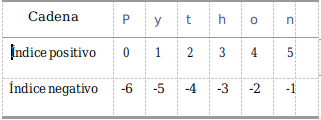 Cadena P y t h o n
Índice positivo 0 1 2 3 4 5
Índice negativo -6 -5 -4 -3 -2 -1